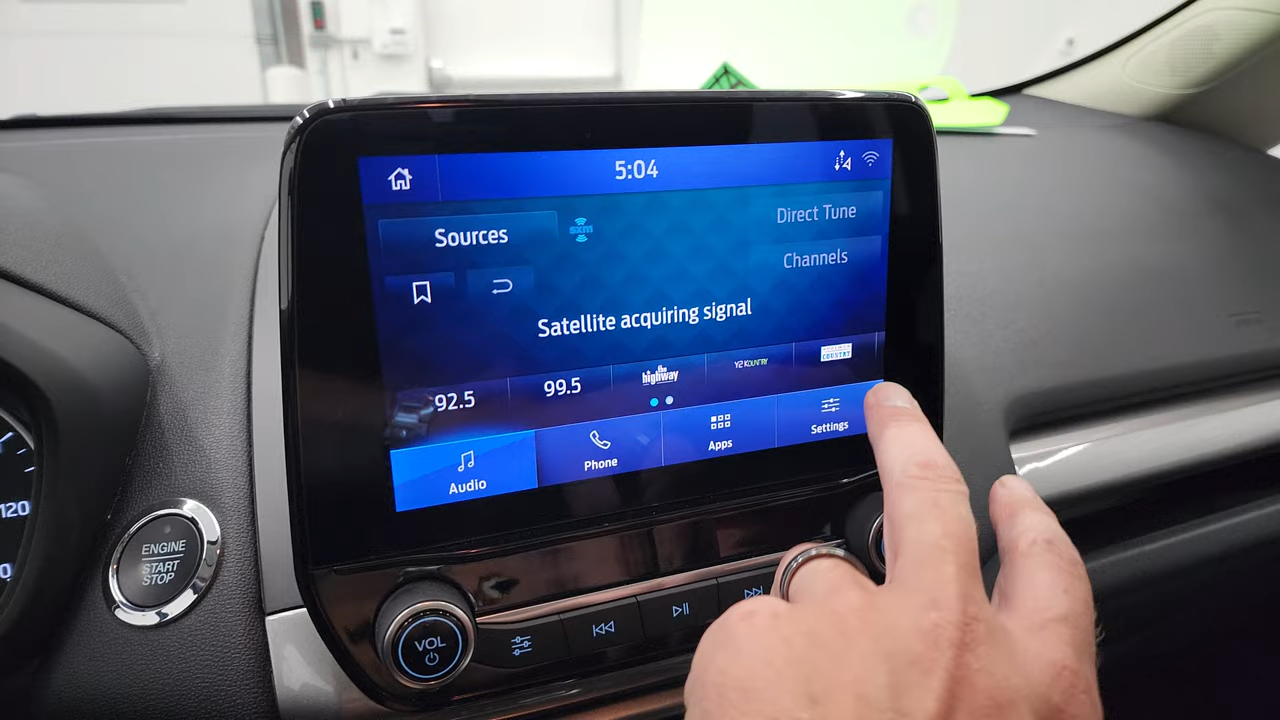 5:04
Sources
sxm
Direct Tune
Channels
Satellite acquiring signal
92.5
99.5
the
highway
Y2 KOUNTRY
COUNTRY
Audio
Phone
Apps
Settings
120
ENGINE
START
STOP
VOL